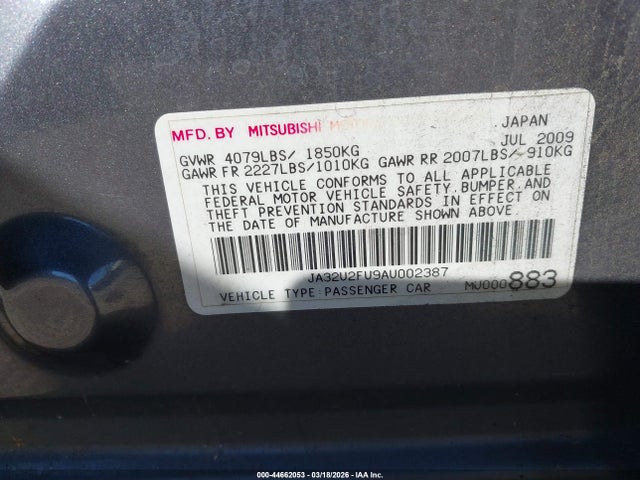 MFD. BY MITSUBISHI JAPAN
JUL 2009
GVWR 4079LBS/ 1850KG
GAWR FR 2227LBS/1010KG GAWR RR 2007LBS/ 910KG
THIS VEHICLE CONFORMS TO ALL APPLICABLE
FEDERAL MOTOR VEHICLE SAFETY.BUMPER.AND
THEFT PREVENTION STANDARDS IN EFFECT ON
THE DATE OF MANUFACTURE SHOWN ABOVE.
JA32U2FU9AU002387
VEHICLE TYPE:PASSENGER CAR MU000883
000-44662053 — 03/18/2026 — IAA Inc.